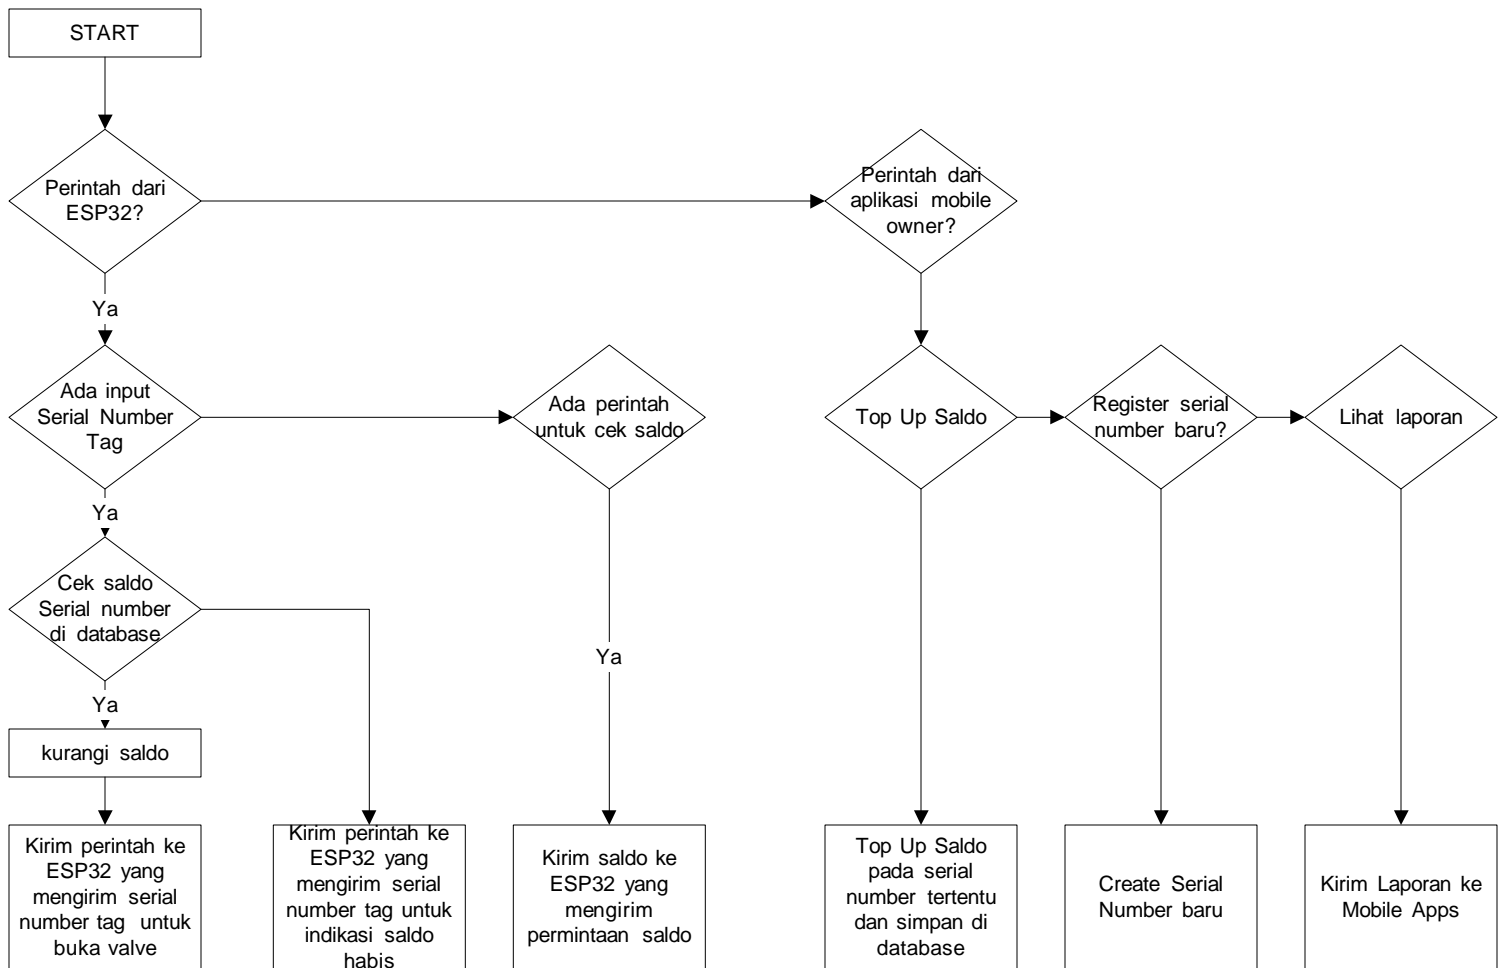 START
Perintah dari
ESP32?
Perintah dari
aplikasi mobile
owner?
Ya
Ada input
Serial Number
Tag
Ada perintah
untuk cek saldo
Top Up Saldo
Register serial
number baru?
Lihat laporan
Ya
Cek saldo
Serial number
di database
Ya
Ya
kurangi saldo
Kirim perintah ke
ESP32 yang
mengirim serial
number tag untuk
buka valve
Kirim perintah ke
ESP32 yang
mengirim serial
number tag untuk
indikasi saldo
habis
Kirim saldo ke
ESP32 yang
mengirim
permintaan saldo
Top Up Saldo
pada serial
number tertentu
dan simpan di
database
Create Serial
Number baru
Kirim Laporan ke
Mobile Apps